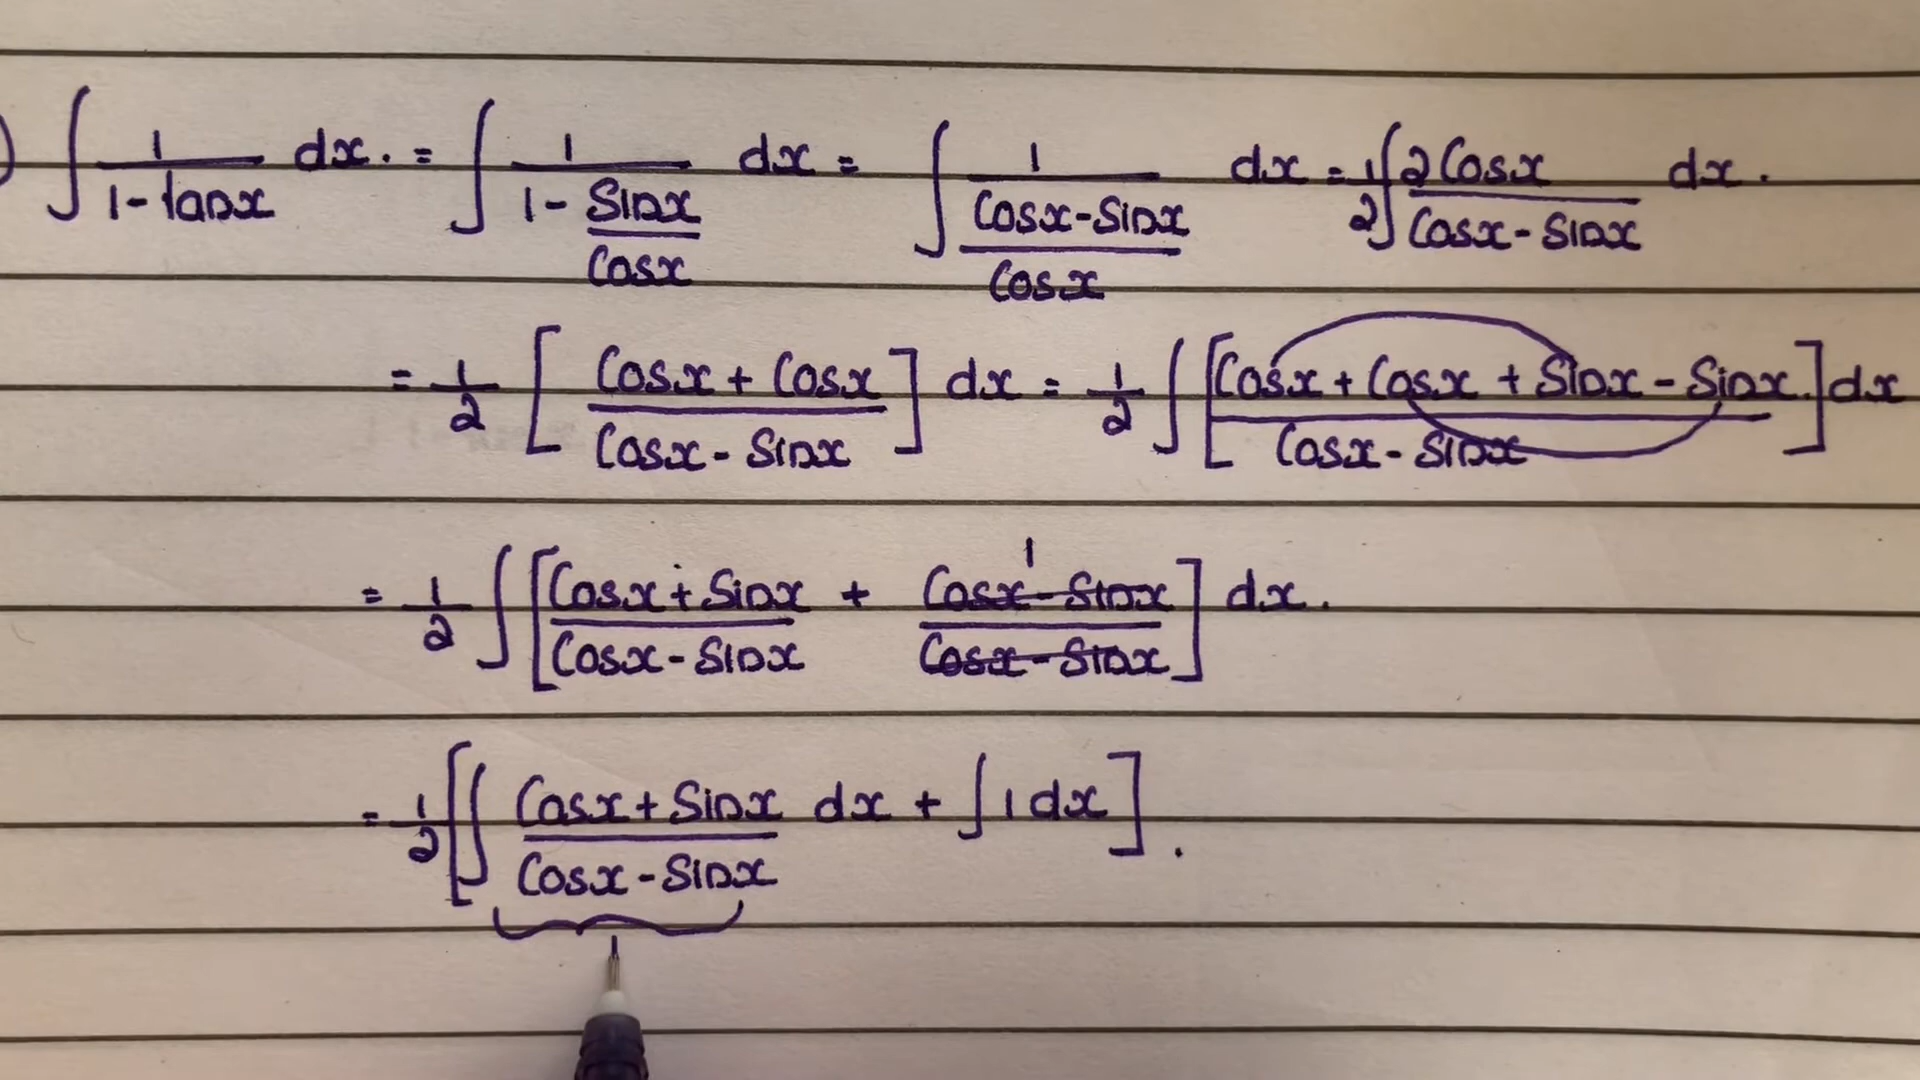 ) ∫ 1/(1 - tanx) dx. = ∫ 1/(1 - Sinx/Cosx) dx = ∫ 1/((Cosx - Sinx)/Cosx) dx = 1/2 ∫ 2Cosx/(Cosx - Sinx) dx.
= 1/2 [(Cosx + Cosx)/(Cosx - Sinx)] dx = 1/2 ∫ [(Cosx + Cosx + Sinx - Sinx)/(Cosx - Sinx)] dx
= 1/2 ∫ [(Cosx + Sinx)/(Cosx - Sinx) + (Cosx - Sinx)/(Cosx - Sinx) 1] dx.
= 1/2 [∫ (Cosx + Sinx)/(Cosx - Sinx) dx + ∫ 1 dx].